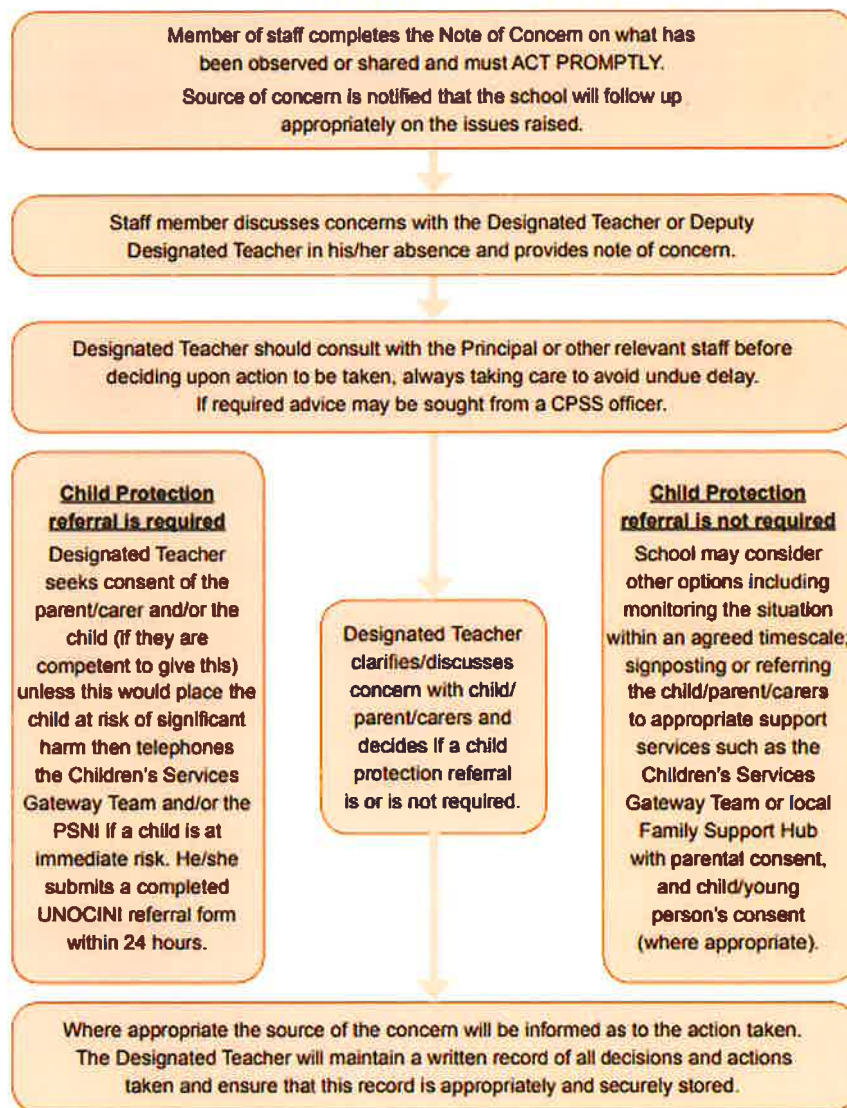 Member of staff completes the Note of Concern on what has
been observed or shared and must ACT PROMPTLY.
Source of concern is notified that the school will follow up
appropriately on the issues raised.
Staff member discusses concerns with the Designated Teacher or Deputy
Designated Teacher in his/her absence and provides note of concern.
Designated Teacher should consult with the Principal or other relevant staff before
deciding upon action to be taken, always taking care to avoid undue delay.
If required advice may be sought from a CPSS officer.
Child Protection
referral is required
Designated Teacher
seeks consent of the
parent/carer and/or the
child (if they are
competent to give this)
unless this would place the
child at risk of significant
harm then telephones
the Children's Services
Gateway Team and/or the
PSNI if a child is at
immediate risk. He/she
submits a completed
UNOCINI referral form
within 24 hours.
Designated Teacher
clarifies/discusses
concern with child/
parent/carers and
decides if a child
protection referral
is or is not required.
Child Protection
referral is not required
School may consider
other options including
monitoring the situation
within an agreed timescale;
signposting or referring
the child/parent/carers
to appropriate support
services such as the
Children's Services
Gateway Team or local
Family Support Hub
with parental consent,
and child/young
person's consent
(where appropriate).
Where appropriate the source of the concern will be informed as to the action taken.
The Designated Teacher will maintain a written record of all decisions and actions
taken and ensure that this record is appropriately and securely stored.